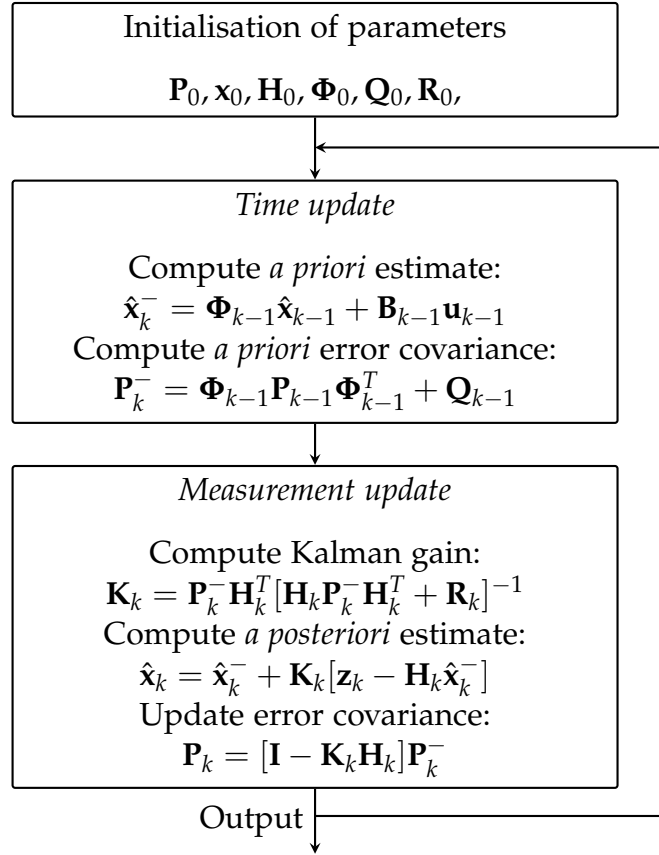 Initialisation of parameters
P₀, x₀, H₀, Φ₀, Q₀, R₀,
Time update
Compute a priori estimate:
x̂ₖ⁻ = Φₖ₋₁x̂ₖ₋₁ + Bₖ₋₁uₖ₋₁
Compute a priori error covariance:
Pₖ⁻ = Φₖ₋₁Pₖ₋₁Φᵀₖ₋₁ + Qₖ₋₁
Measurement update
Compute Kalman gain:
Kₖ = Pₖ⁻Hₖᵀ[HₖPₖ⁻Hₖᵀ + Rₖ]⁻¹
Compute a posteriori estimate:
x̂ₖ = x̂ₖ⁻ + Kₖ[zₖ − Hₖx̂ₖ⁻]
Update error covariance:
Pₖ = [I − KₖHₖ]Pₖ⁻
Output